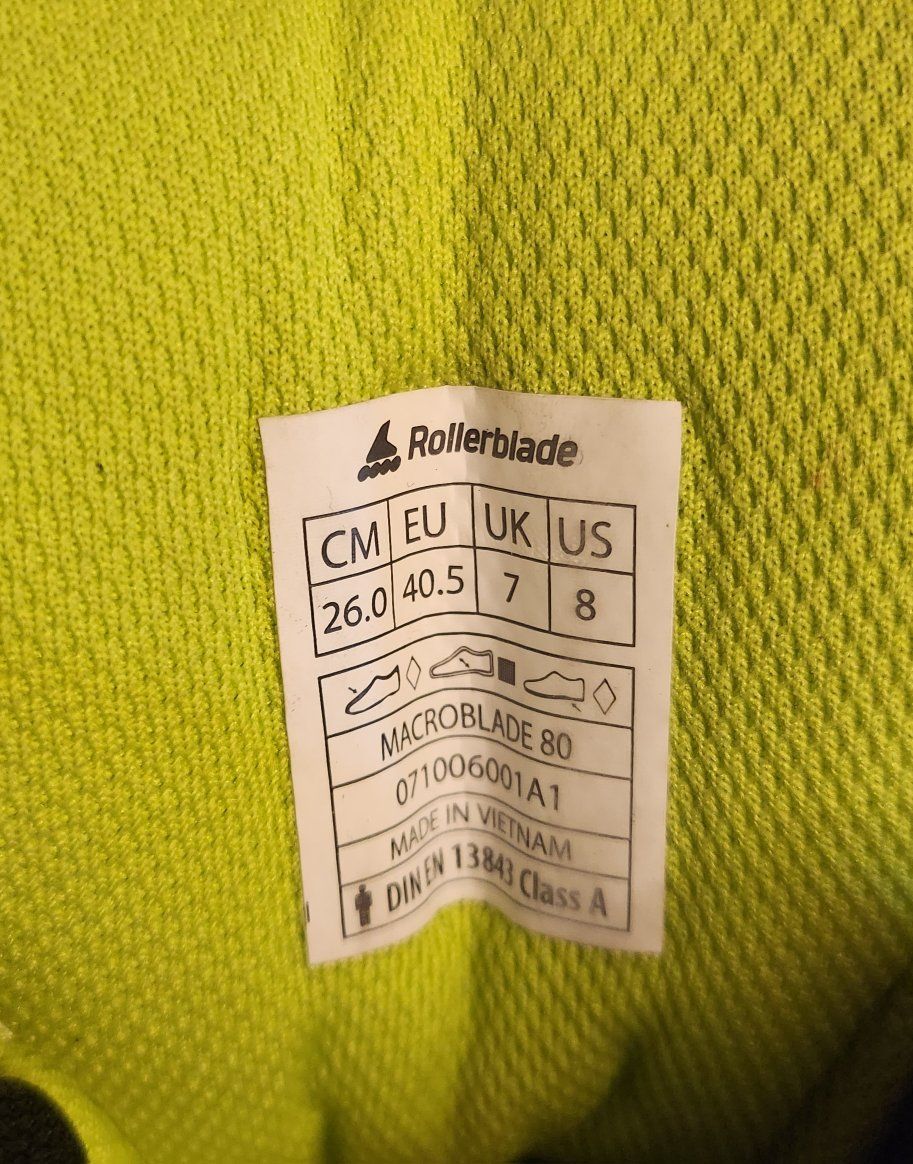 Rollerblade
CM EU UK US
26.0 40.5 7 8
MACROBLADE 80
071006001A1
MADE IN VIETNAM
DIN EN 13843 Class A